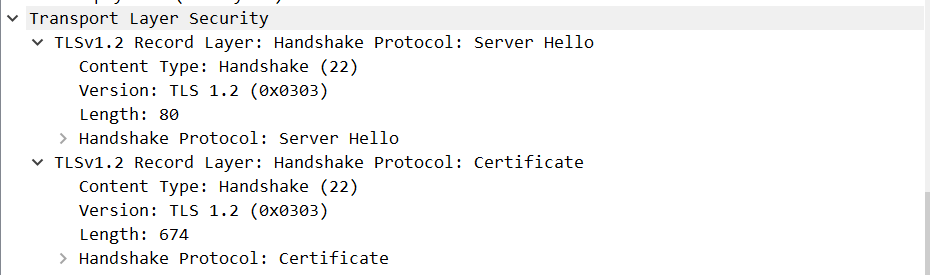 Transport Layer Security
TLSv1.2 Record Layer: Handshake Protocol: Server Hello
Content Type: Handshake (22)
Version: TLS 1.2 (0x0303)
Length: 80
Handshake Protocol: Server Hello
TLSv1.2 Record Layer: Handshake Protocol: Certificate
Content Type: Handshake (22)
Version: TLS 1.2 (0x0303)
Length: 674
Handshake Protocol: Certificate